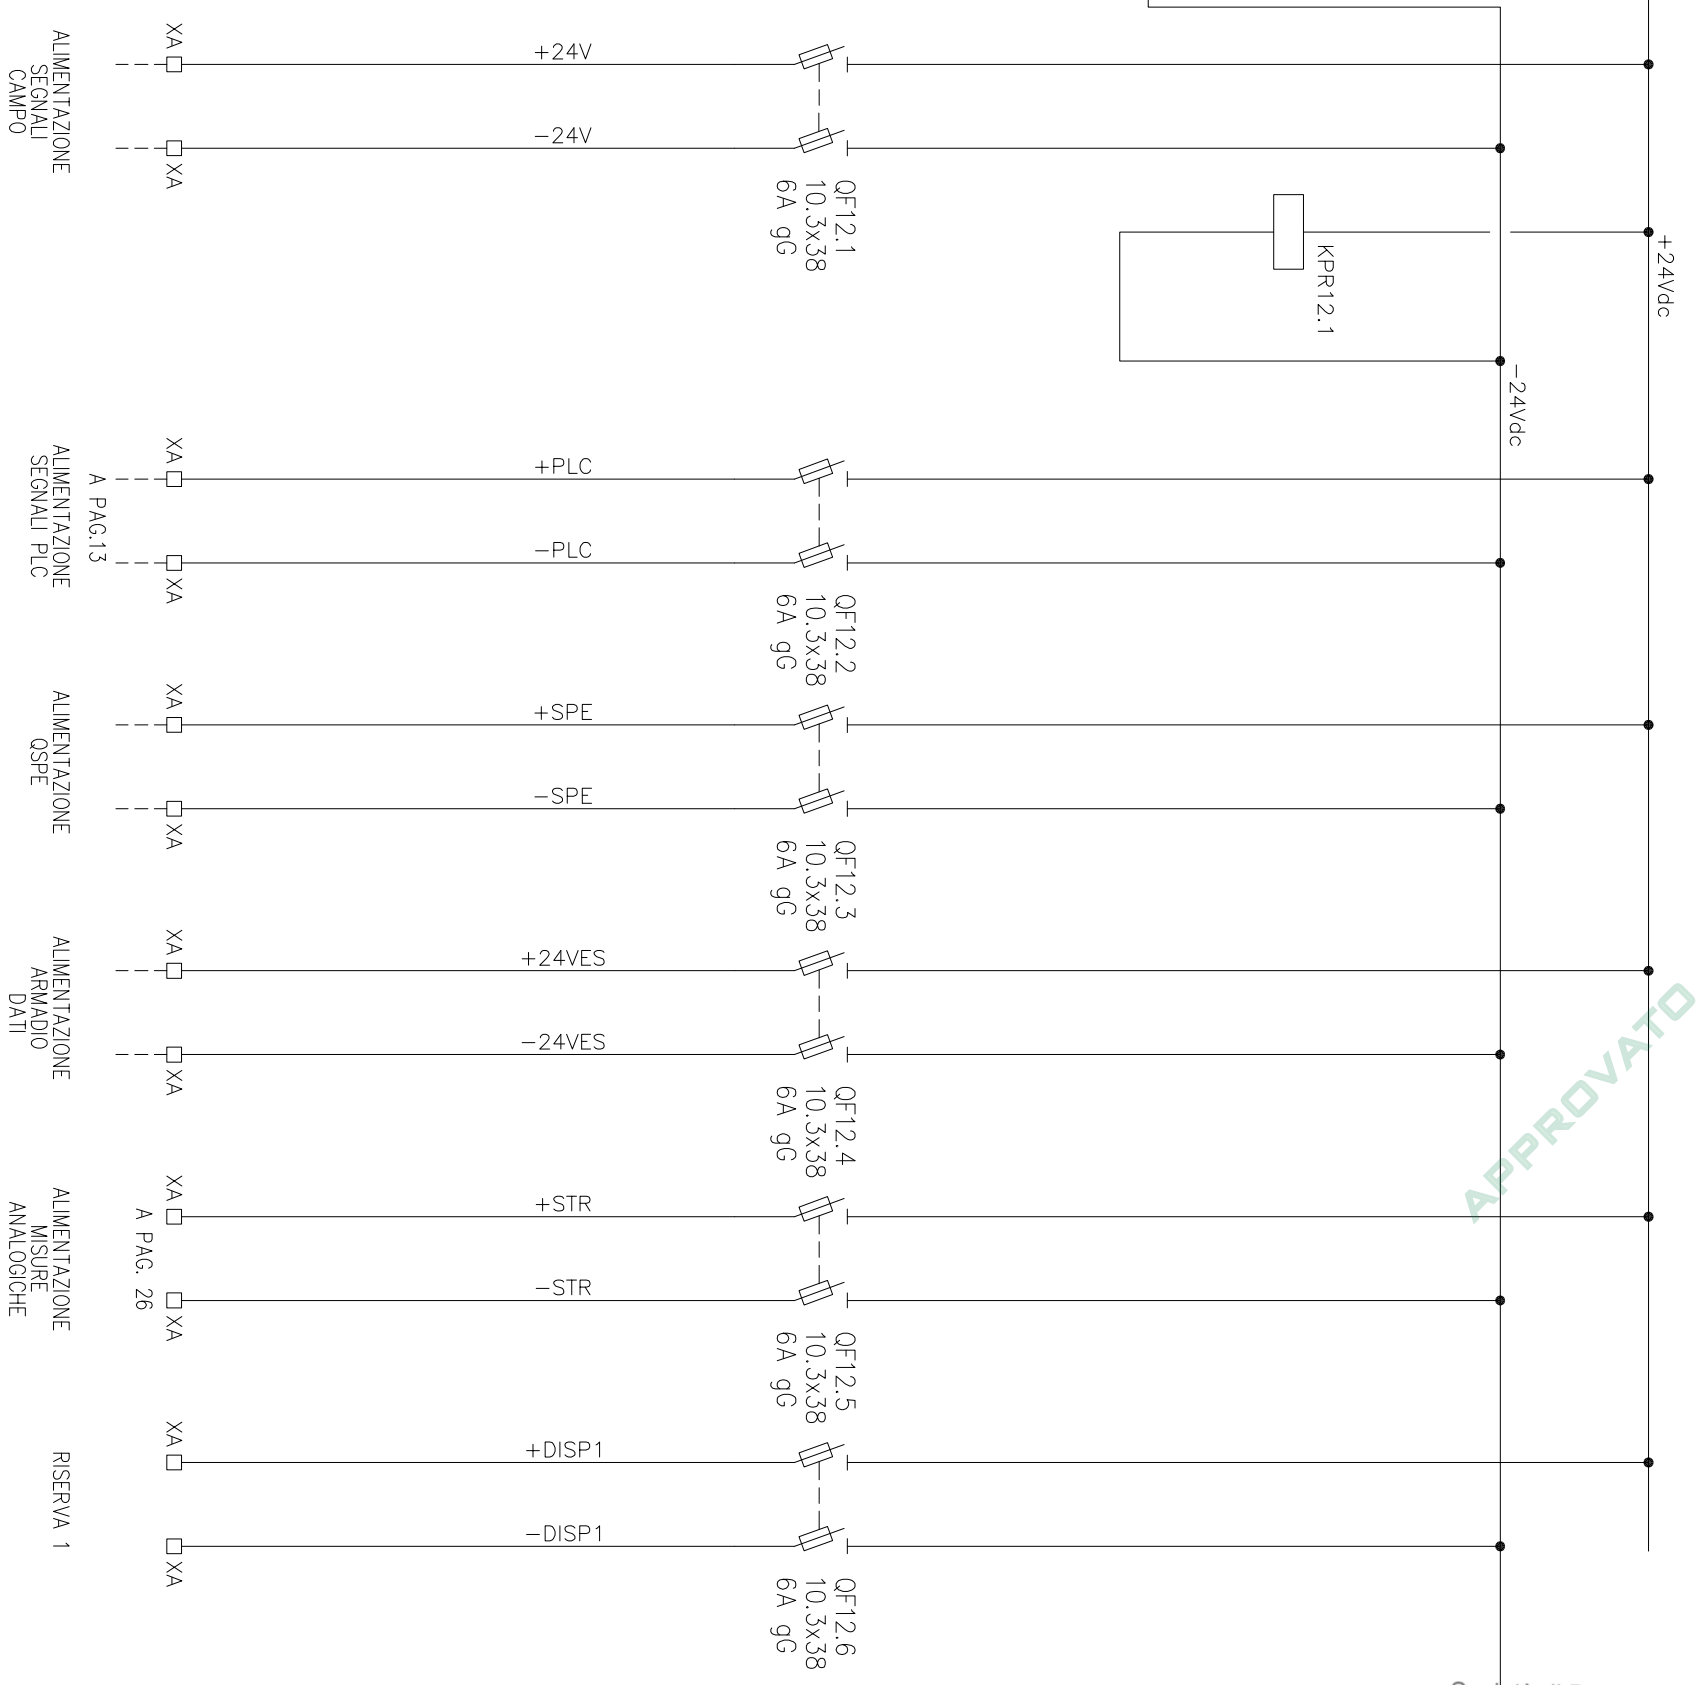 +24Vdc
-24Vdc
KPR12.1
QF12.1
10.3x38
6A gG
+24V
-24V
XA
XA
ALIMENTAZIONE
SEGNALI
CAMPO
QF12.2
10.3x38
6A gG
+PLC
-PLC
XA
XA
A PAG.13
ALIMENTAZIONE
SEGNALI PLC
QF12.3
10.3x38
6A gG
+SPE
-SPE
XA
XA
ALIMENTAZIONE
QSPE
QF12.4
10.3x38
6A gG
+24VES
-24VES
XA
XA
ALIMENTAZIONE
ARMADIO
DATI
QF12.5
10.3x38
6A gG
+STR
-STR
XA
XA
A PAG. 26
ALIMENTAZIONE
MISURE
ANALOGICHE
QF12.6
10.3x38
6A gG
+DISP1
-DISP1
XA
XA
RISERVA 1
APPROVATO